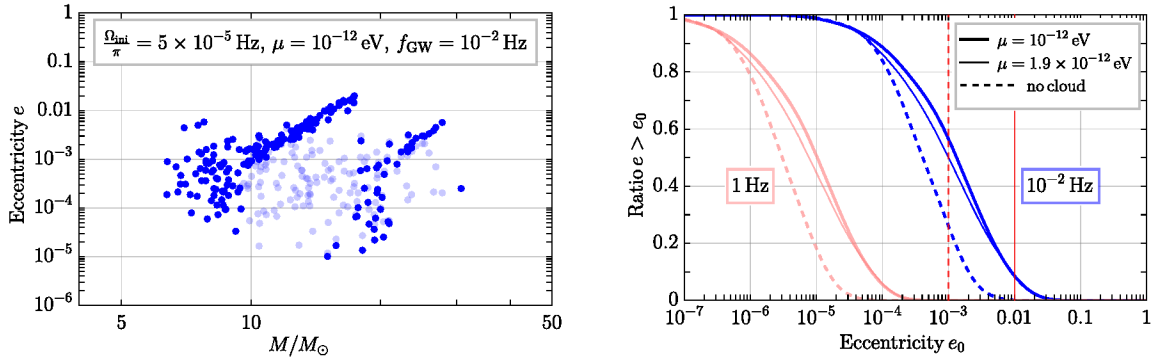 Ω_ini/π = 5 × 10⁻⁵ Hz, μ = 10⁻¹² eV, f_GW = 10⁻² Hz
Eccentricity e
1
0.1
0.01
10⁻³
10⁻⁴
10⁻⁵
10⁻⁶
5
10
50
M/M⊙
Ratio e > e₀
1
0.8
0.6
0.4
0.2
0
μ = 10⁻¹² eV
μ = 1.9 × 10⁻¹² eV
no cloud
1 Hz
10⁻² Hz
10⁻⁷
10⁻⁶
10⁻⁵
10⁻⁴
10⁻³
0.01
0.1
1
Eccentricity e₀